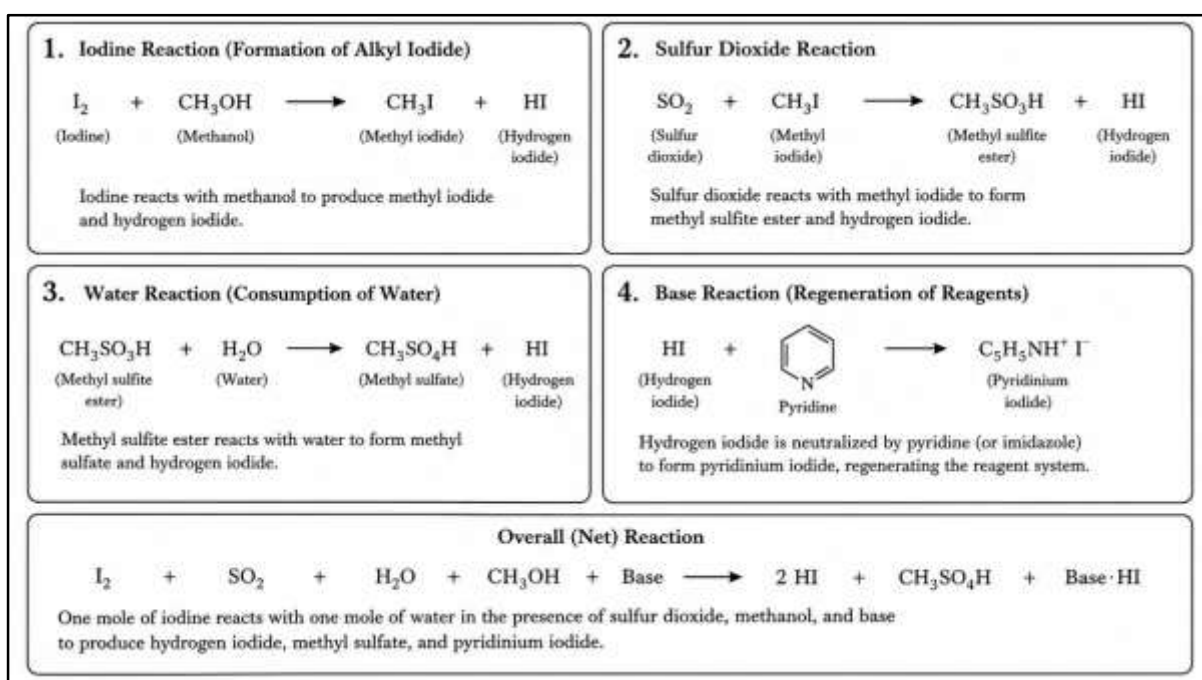 1. Iodine Reaction (Formation of Alkyl Iodide)
I₂ + CH₃OH ⟶ CH₃I + HI
(Iodine) (Methanol) (Methyl iodide) (Hydrogen
iodide)
Iodine reacts with methanol to produce methyl iodide
and hydrogen iodide.
2. Sulfur Dioxide Reaction
SO₂ + CH₃I ⟶ CH₃SO₃H + HI
(Sulfur (Methyl (Methyl sulfite (Hydrogen
dioxide) iodide) ester) iodide)
Sulfur dioxide reacts with methyl iodide to form
methyl sulfite ester and hydrogen iodide.
3. Water Reaction (Consumption of Water)
CH₃SO₃H + H₂O ⟶ CH₃SO₄H + HI
(Methyl sulfite (Water) (Methyl sulfate) (Hydrogen
ester) iodide)
Methyl sulfite ester reacts with water to form methyl
sulfate and hydrogen iodide.
4. Base Reaction (Regeneration of Reagents)
HI + N ⟶ C₅H₅NH⁺ I⁻
(Hydrogen Pyridine (Pyridinium
iodide) iodide)
Hydrogen iodide is neutralized by pyridine (or imidazole)
to form pyridinium iodide, regenerating the reagent system.
Overall (Net) Reaction
I₂ + SO₂ + H₂O + CH₃OH + Base ⟶ 2 HI + CH₃SO₄H + Base·HI
One mole of iodine reacts with one mole of water in the presence of sulfur dioxide, methanol, and base
to produce hydrogen iodide, methyl sulfate, and pyridinium iodide.